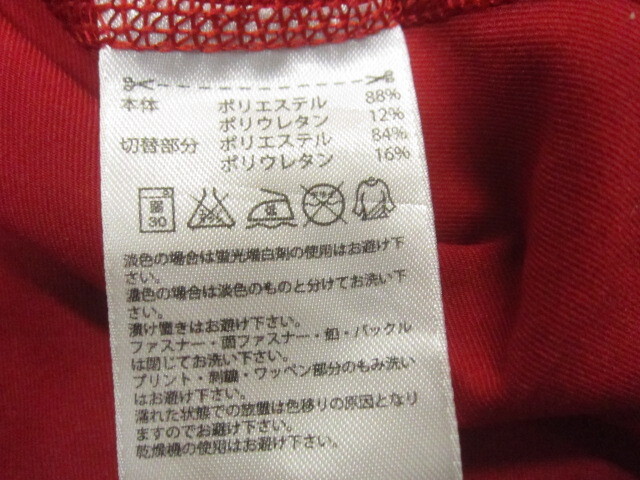 本体 ポリエステル 88%
ポリウレタン 12%
切替部分 ポリエステル 84%
ポリウレタン 16%
30 低
淡色の場合は蛍光増白剤の使用はお避け下
さい。
濃色の場合は淡色のものと分けてお洗い下
さい。
漬け置きはお避け下さい。
ファスナー・面ファスナー・釦・バックル
は閉じてお洗い下さい。
プリント・刺繍・ワッペン部分のもみ洗い
はお避け下さい。
濡れた状態での放置は色移りの原因となり
ますのでお避け下さい。
乾燥機の使用はお避け下さい。